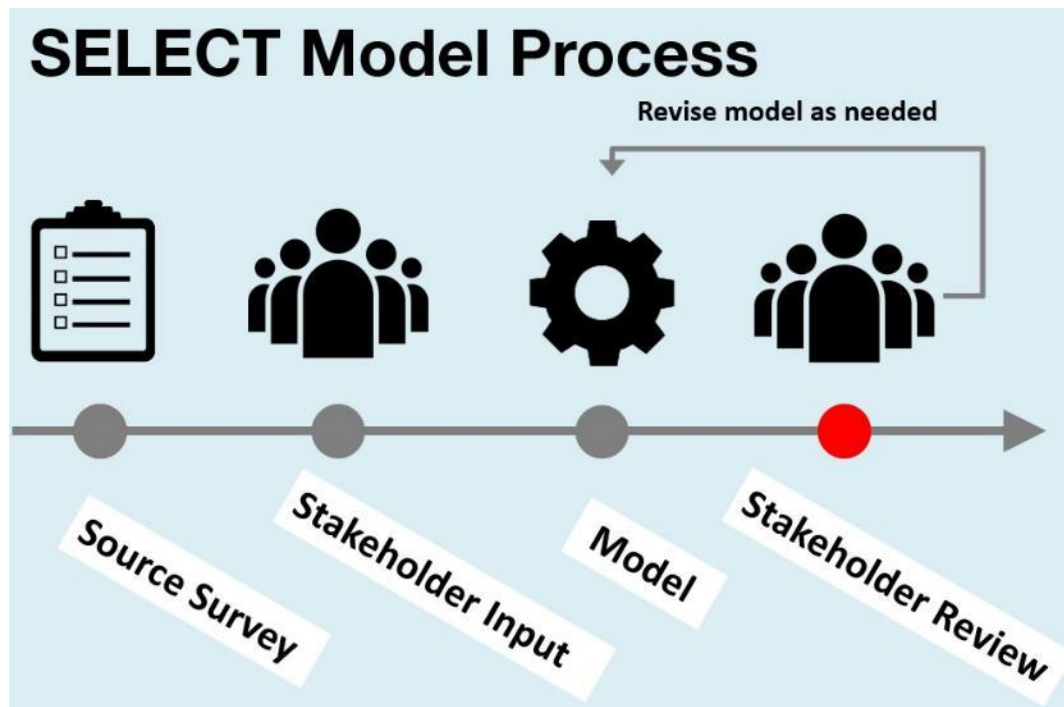 SELECT Model Process
Revise model as needed
Source Survey
Stakeholder Input
Model
Stakeholder Review